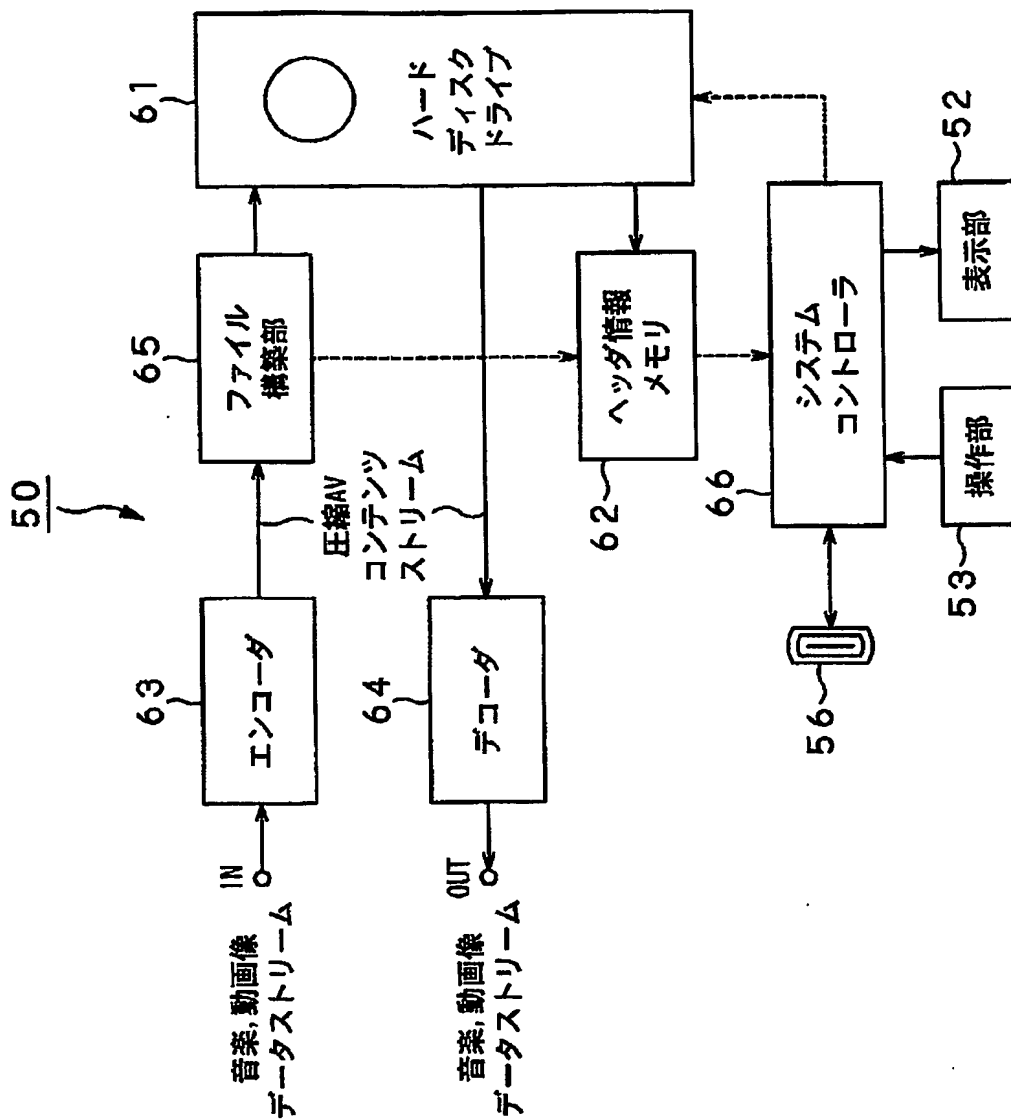 50
音楽,動画像
データストリーム
IN
63
エンコーダ
圧縮AV
コンテンツ
ストリーム
65
ファイル
構築部
61
ハード
ディスク
ドライブ
音楽,動画像
データストリーム
OUT
64
デコーダ
62
ヘッダ情報
メモリ
56
66
システム
コントローラ
53
操作部
52
表示部